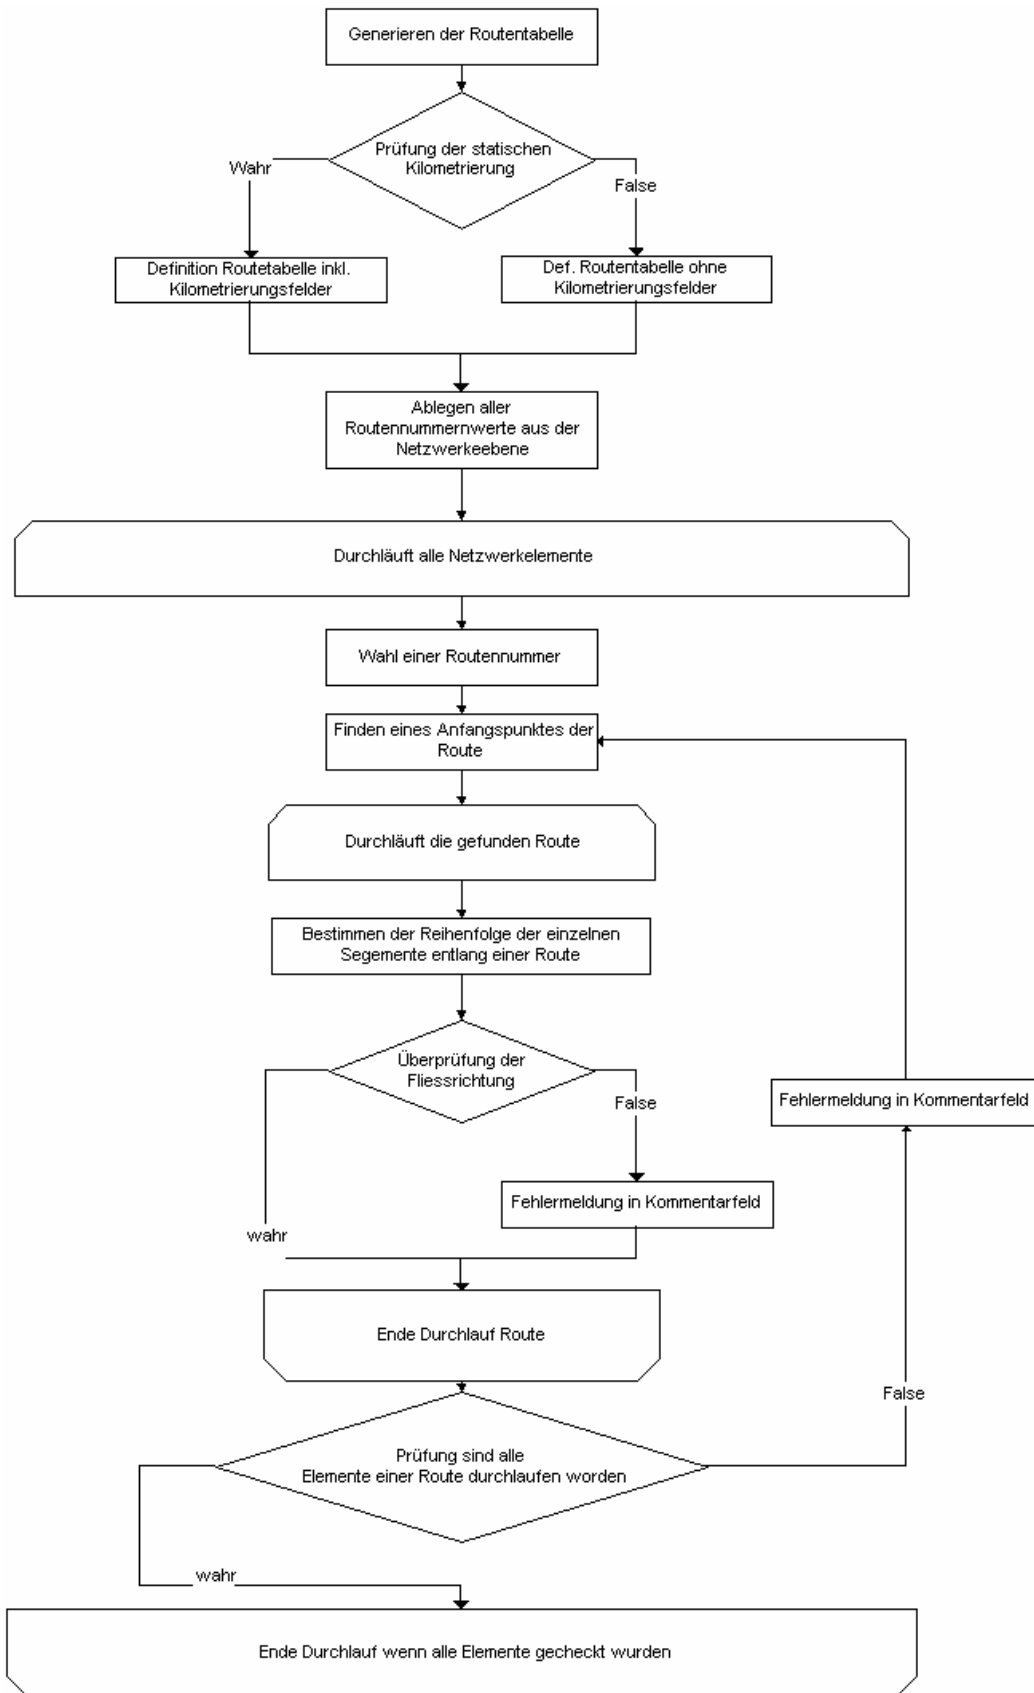 Generieren der Routentabelle
Prüfung der statischen
Kilometrierung
Wahr
False
Definition Routetabelle inkl.
Kilometrierungsfelder
Def. Routentabelle ohne
Kilometrierungsfelder
Ablegen aller
Routennummernwerte aus der
Netzwerkeebene
Durchläuft alle Netzwerkelemente
Wahl einer Routennummer
Finden eines Anfangspunktes der
Route
Durchläuft die gefunden Route
Bestimmen der Reihenfolge der einzelnen
Segemente entlang einer Route
Überprüfung der
Fliessrichtung
False
Fehlermeldung in Kommentarfeld
Fehlermeldung in Kommentarfeld
wahr
Ende Durchlauf Route
False
Prüfung sind alle
Elemente einer Route durchlaufen worden
wahr
Ende Durchlauf wenn alle Elemente gecheckt wurden